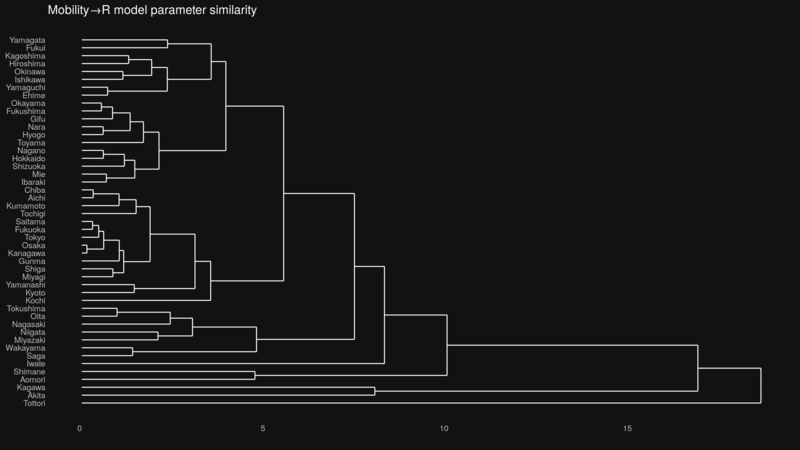 Mobility→R model parameter similarity
Yamagata
Fukui
Kagoshima
Hiroshima
Okinawa
Ishikawa
Yamaguchi
Ehime
Okayama
Fukushima
Gifu
Nara
Hyogo
Toyama
Nagano
Hokkaido
Shizuoka
Mie
Ibaraki
Chiba
Aichi
Kumamoto
Tochigi
Saitama
Fukuoka
Tokyo
Osaka
Kanagawa
Gunma
Shiga
Miyagi
Yamanashi
Kyoto
Kochi
Tokushima
Oita
Nagasaki
Niigata
Miyazaki
Wakayama
Saga
Iwate
Shimane
Aomori
Kagawa
Akita
Tottori
0 5 10 15